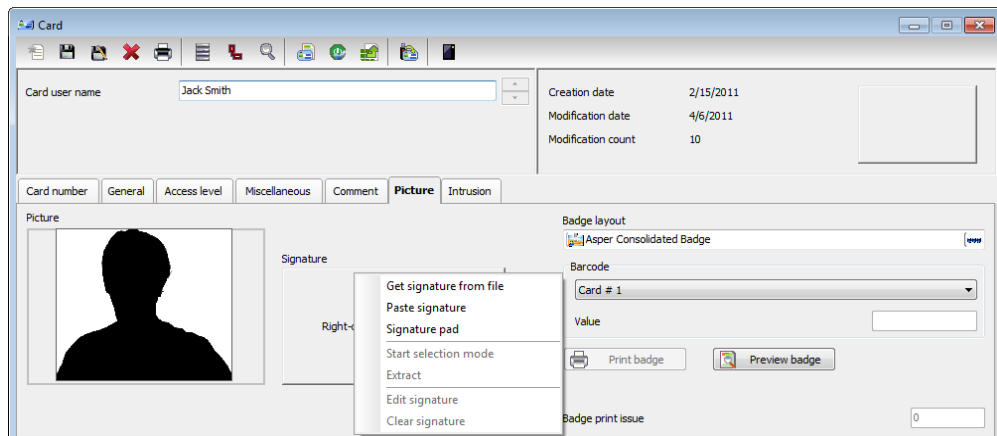 Card
Card user name
Jack Smith
Creation date 2/15/2011
Modification date 4/6/2011
Modification count 10
Card number General Access level Miscellaneous Comment Picture Intrusion
Picture
Signature
Right-
Get signature from file
Paste signature
Signature pad
Start selection mode
Extract
Edit signature
Clear signature
Badge layout
Asper Consolidated Badge
Barcode
Card # 1
Value
Print badge Preview badge
Badge print issue 0